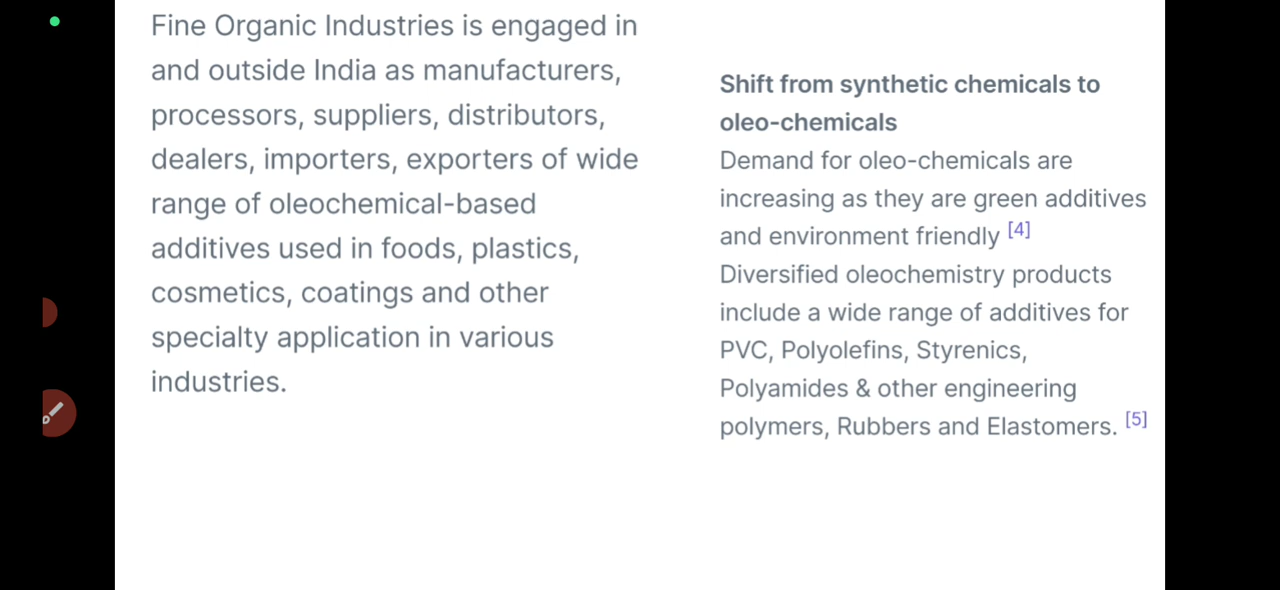 Fine Organic Industries is engaged in
and outside India as manufacturers,
processors, suppliers, distributors,
dealers, importers, exporters of wide
range of oleochemical-based
additives used in foods, plastics,
cosmetics, coatings and other
specialty application in various
industries.
Shift from synthetic chemicals to
oleo-chemicals
Demand for oleo-chemicals are
increasing as they are green additives
and environment friendly [4]
Diversified oleochemistry products
include a wide range of additives for
PVC, Polyolefins, Styrenics,
Polyamides & other engineering
polymers, Rubbers and Elastomers. [5]